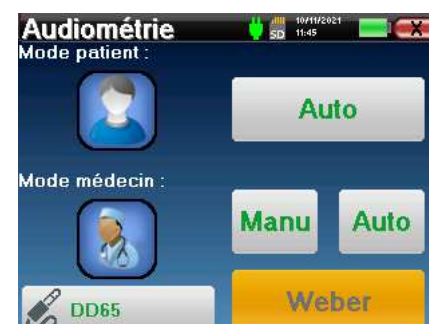 Audiométrie
SD
10/11/2021
11:45
Mode patient :
Auto
Mode médecin :
Manu
Auto
DD65
Weber